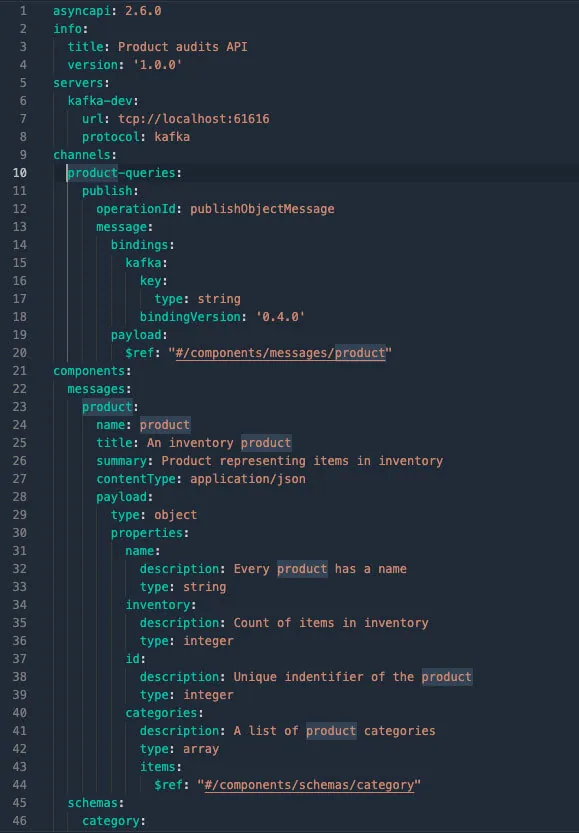 1 asyncapi: 2.6.0
2 info:
3   title: Product audits API
4   version: '1.0.0'
5 servers:
6   kafka-dev:
7     url: tcp://localhost:61616
8     protocol: kafka
9 channels:
10   product-queries:
11     publish:
12       operationId: publishObjectMessage
13       message:
14         bindings:
15           kafka:
16             key:
17               type: string
18             bindingVersion: '0.4.0'
19         payload:
20           $ref: "#/components/messages/product"
21 components:
22   messages:
23     product:
24       name: product
25       title: An inventory product
26       summary: Product representing items in inventory
27       contentType: application/json
28       payload:
29         type: object
30         properties:
31           name:
32             description: Every product has a name
33             type: string
34           inventory:
35             description: Count of items in inventory
36             type: integer
37           id:
38             description: Unique indentifier of the product
39             type: integer
40           categories:
41             description: A list of product categories
42             type: array
43             items:
44               $ref: "#/components/schemas/category"
45   schemas:
46     category: